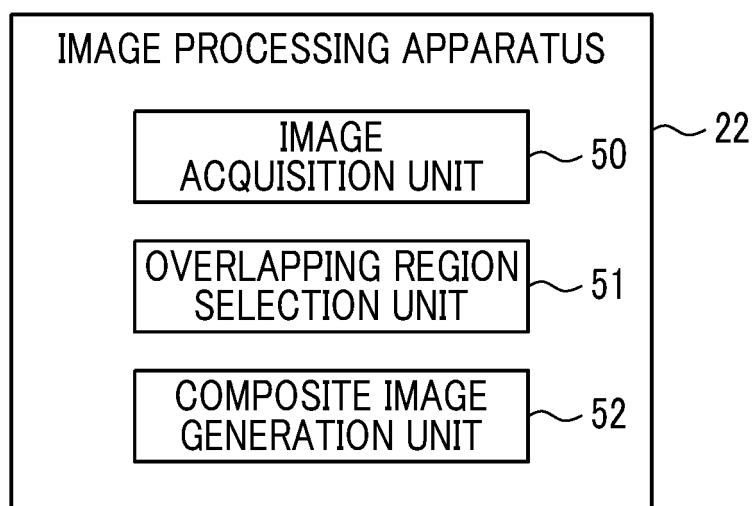 IMAGE PROCESSING APPARATUS
IMAGE
ACQUISITION UNIT
50
22
OVERLAPPING REGION
SELECTION UNIT
51
COMPOSITE IMAGE
GENERATION UNIT
52